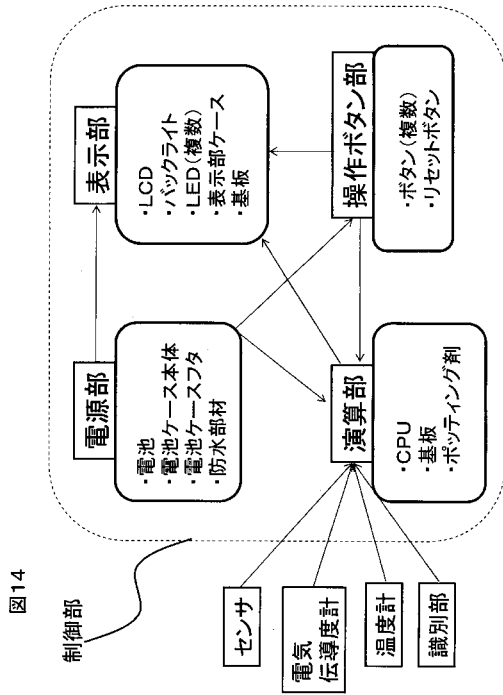 図14
制御部
電源部
・電池
・電池ケース本体
・電池ケースフタ
・防水部材
表示部
・LCD
・バックライト
・LED(複数)
・表示部ケース
・基板
センサ
電気
伝導度計
温度計
識別部
演算部
・CPU
・基板
・ポッティング剤
操作ボタン部
・ボタン(複数)
・リセットボタン